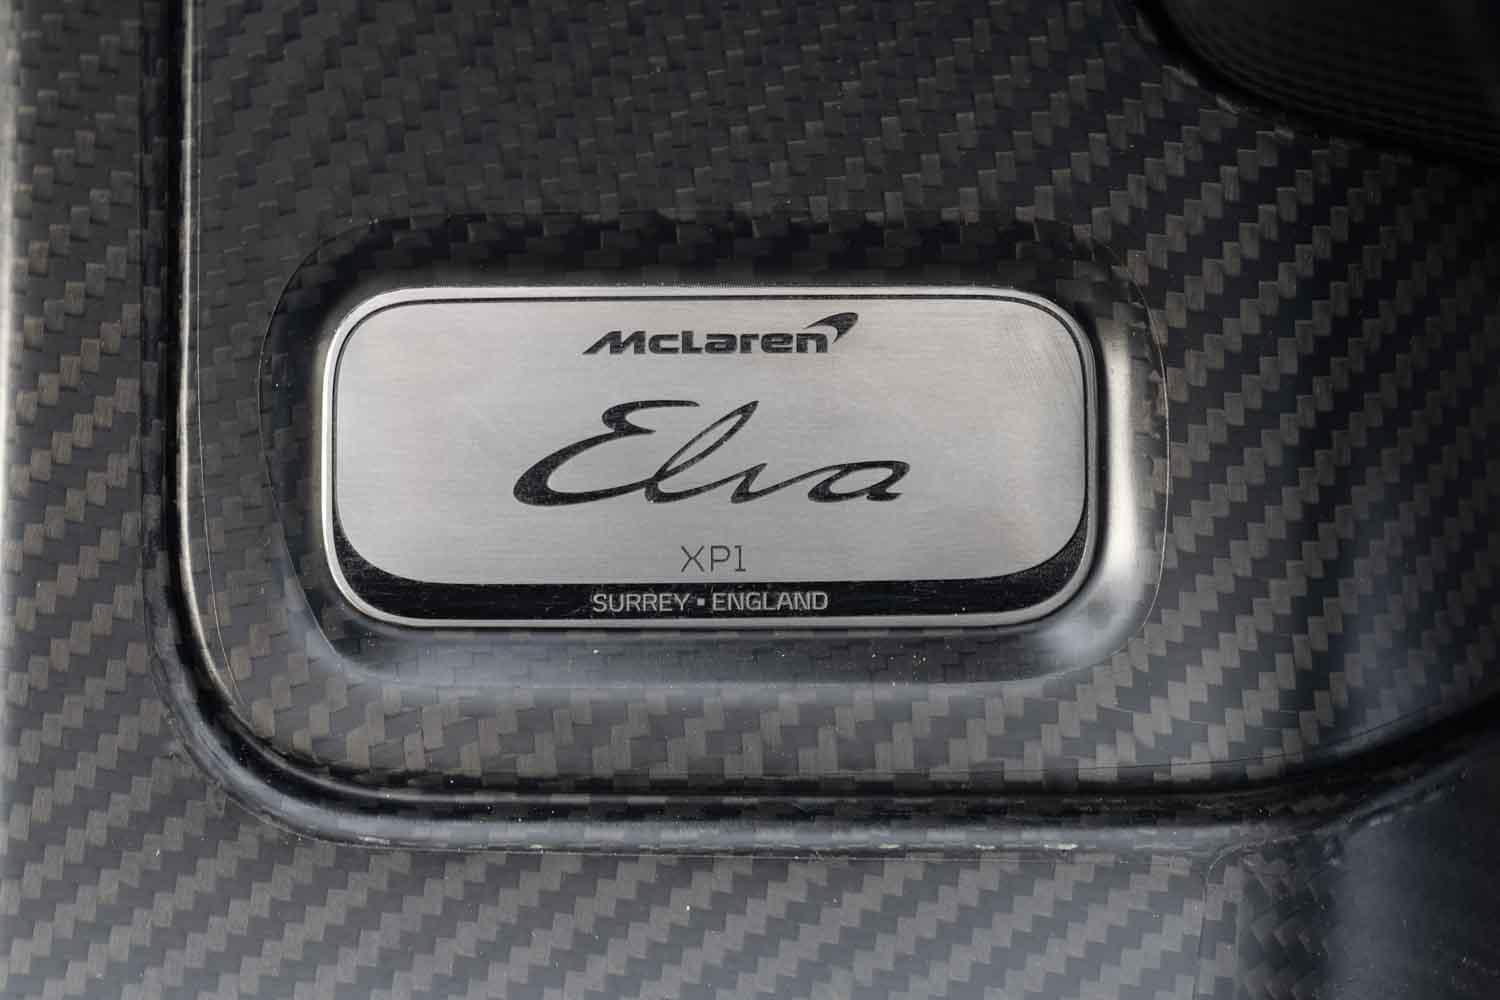 McLaren
Elva
XP1
SURREY ▪ ENGLAND